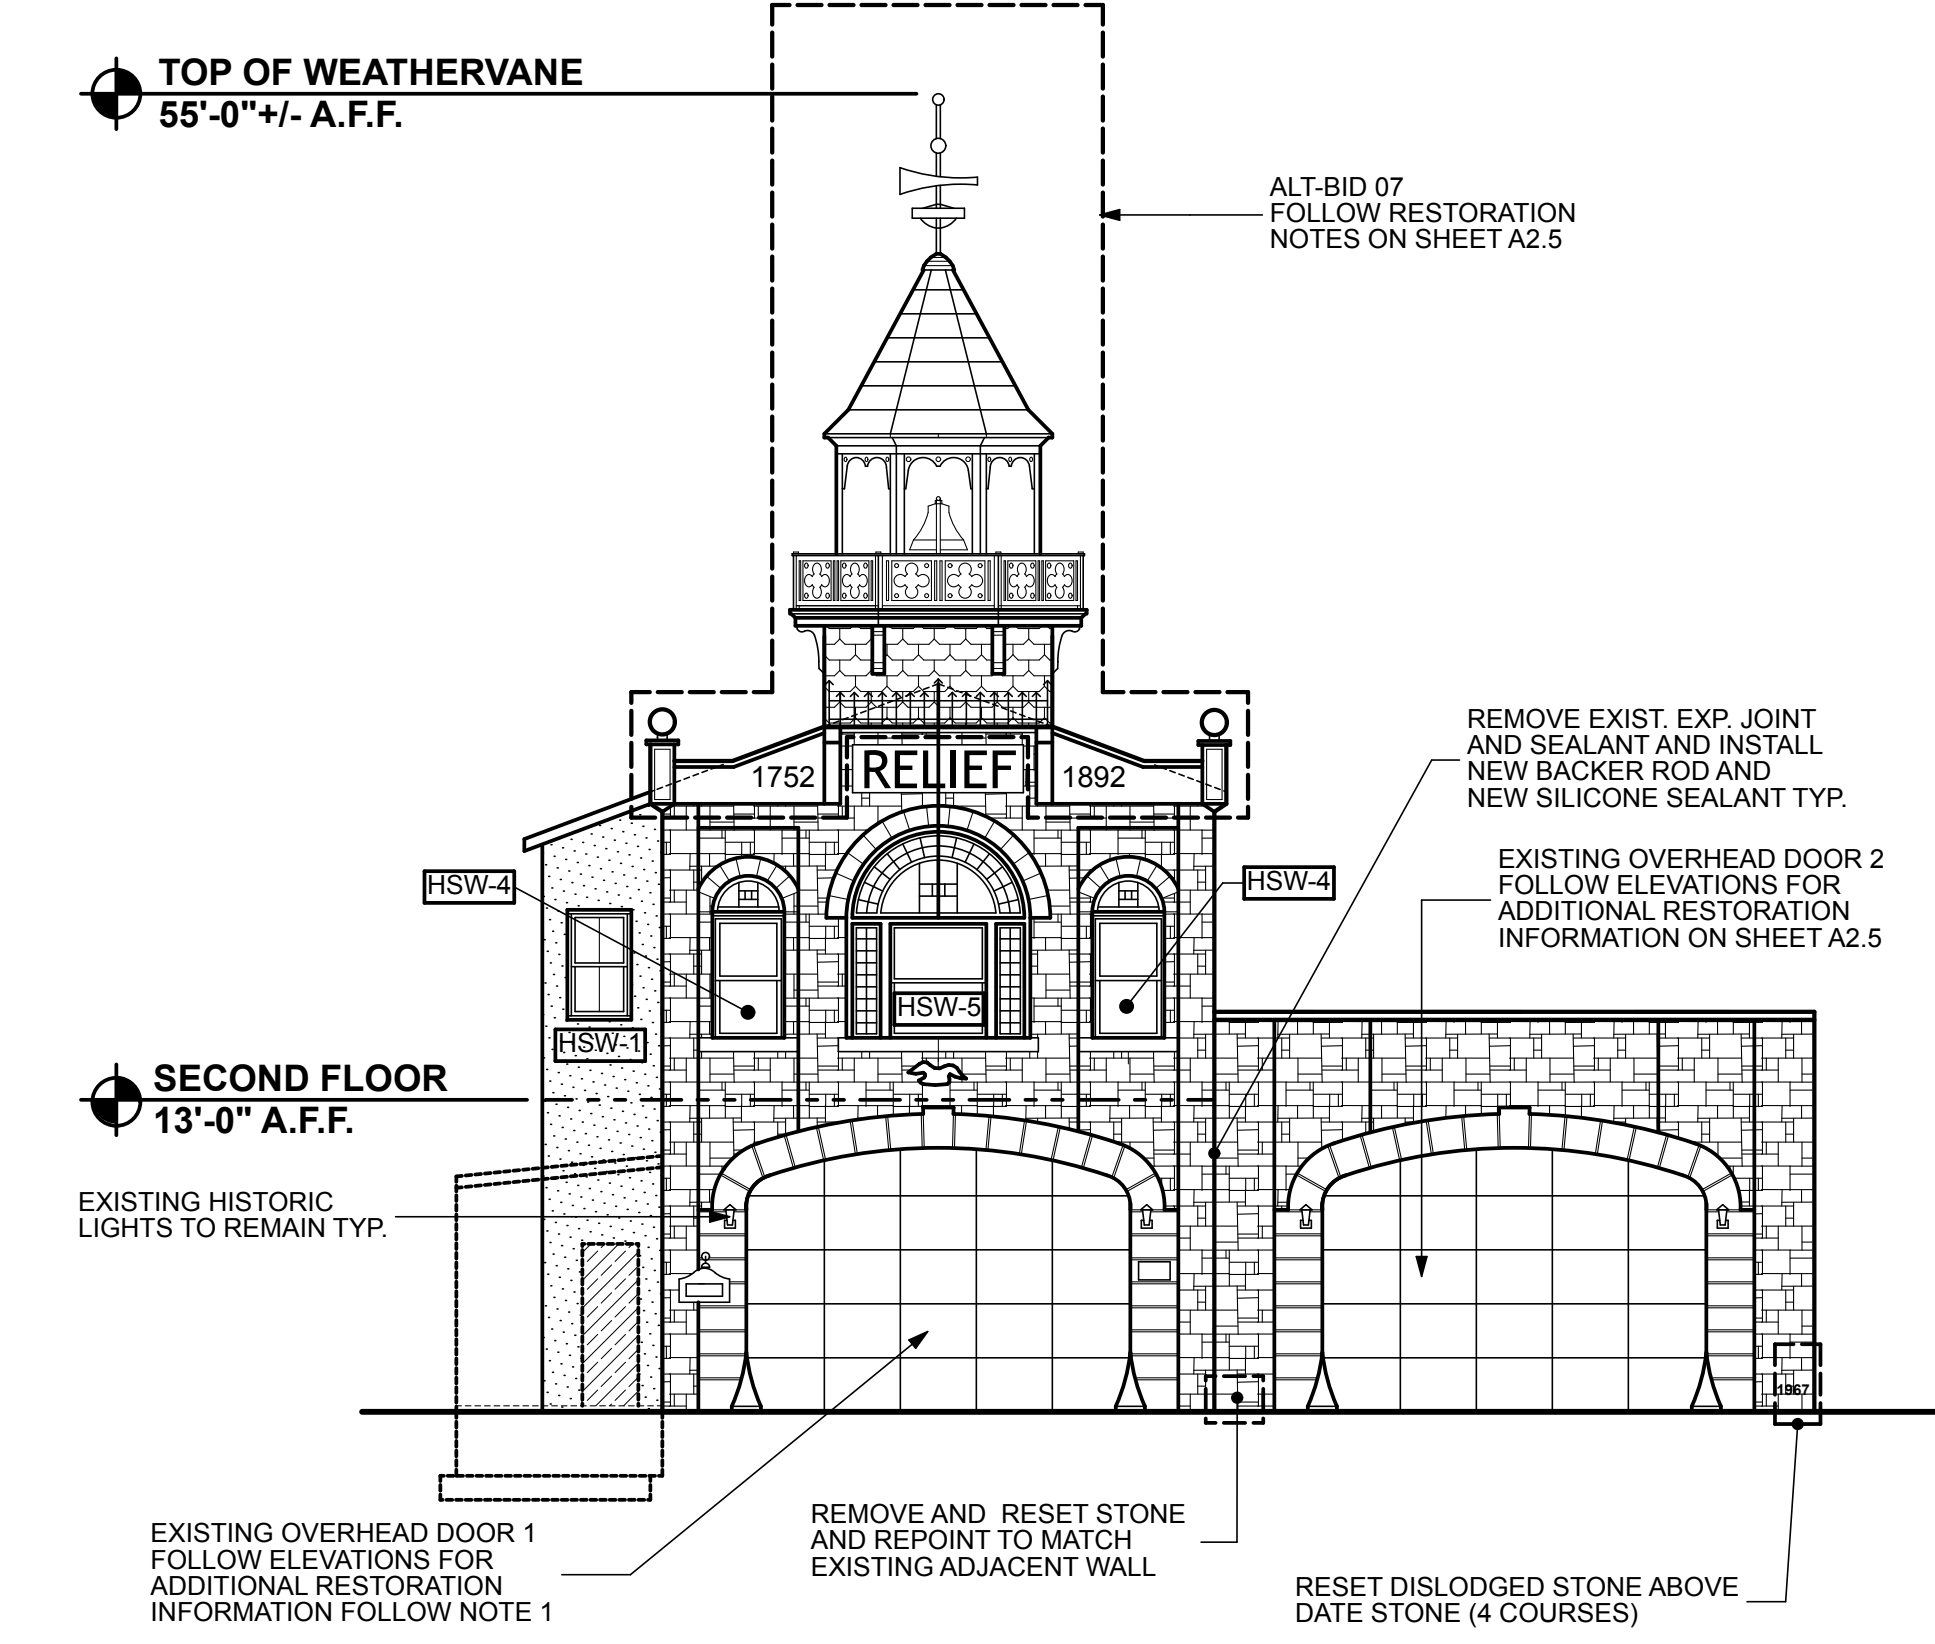 TOP OF WEATHERVANE
55'-0"+/- A.F.F.
ALT-BID 07
FOLLOW RESTORATION
NOTES ON SHEET A2.5
REMOVE EXIST. EXP. JOINT
AND SEALANT AND INSTALL
NEW BACKER ROD AND
NEW SILICONE SEALANT TYP.
1752 RELIEF 1892
EXISTING OVERHEAD DOOR 2
FOLLOW ELEVATIONS FOR
ADDITIONAL RESTORATION
INFORMATION ON SHEET A2.5
HSW-4
HSW-4
HSW-5
HSW-1
SECOND FLOOR
13'-0" A.F.F.
EXISTING HISTORIC
LIGHTS TO REMAIN TYP.
1967
EXISTING OVERHEAD DOOR 1
FOLLOW ELEVATIONS FOR
ADDITIONAL RESTORATION
INFORMATION FOLLOW NOTE 1
REMOVE AND  RESET STONE
AND REPOINT TO MATCH
EXISTING ADJACENT WALL
RESET DISLODGED STONE ABOVE
DATE STONE (4 COURSES)